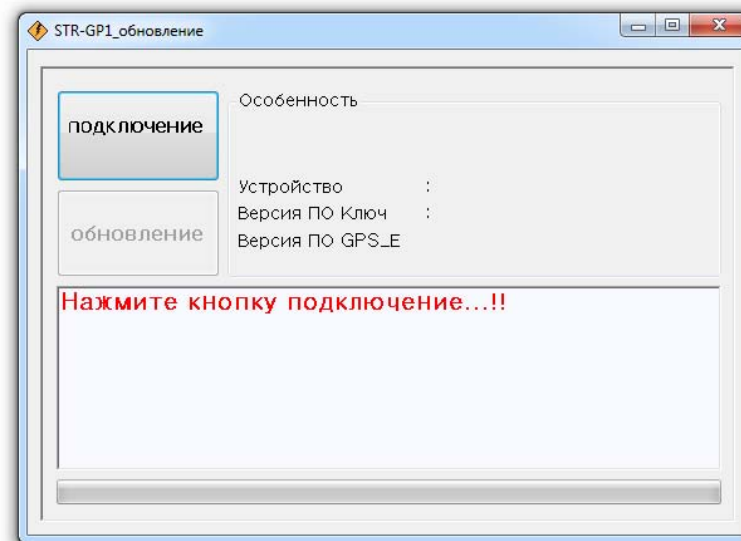 STR-GP1_обновление
подключение
Особенность
Устройство :
Версия ПО Ключ :
обновление
Версия ПО GPS_E
Нажмите кнопку подключение...!!